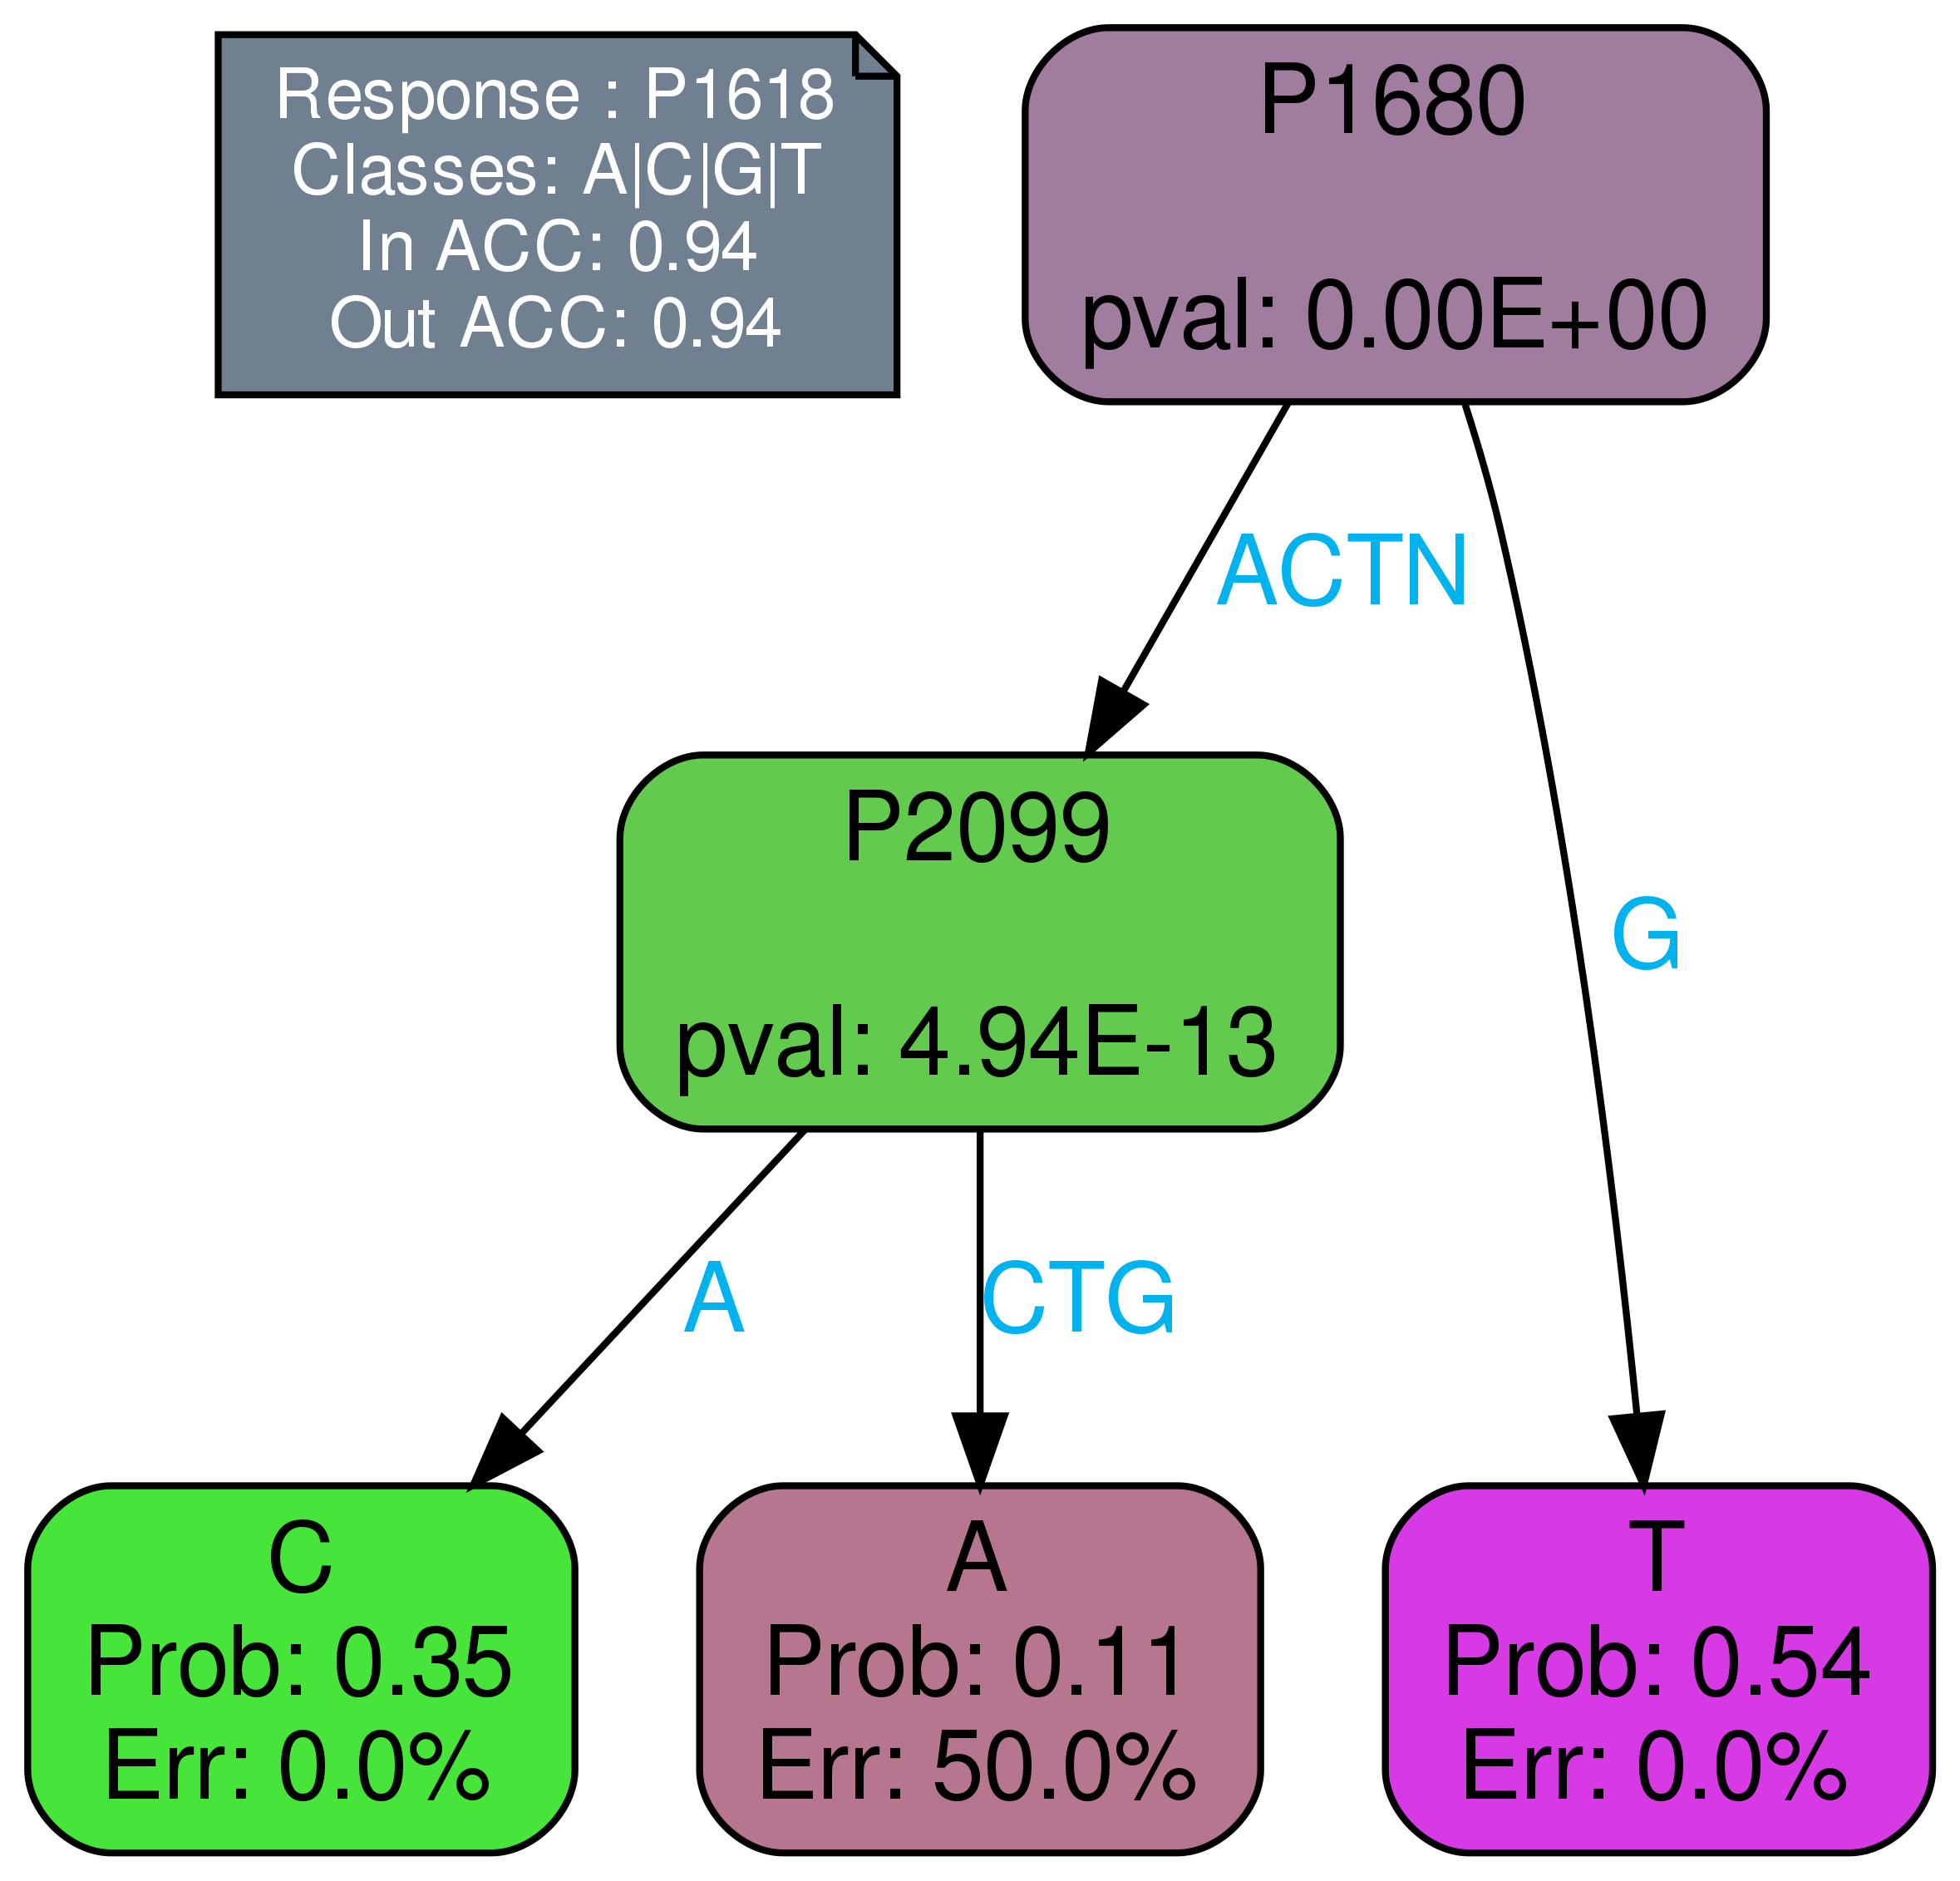 Response : P1618
Classes: A|C|G|T
In ACC: 0.94
Out ACC: 0.94
P1680
pval: 0.00E+00
ACTN
G
P2099
pval: 4.94E-13
A
CTG
C
Prob: 0.35
Err: 0.0%
A
Prob: 0.11
Err: 50.0%
T
Prob: 0.54
Err: 0.0%